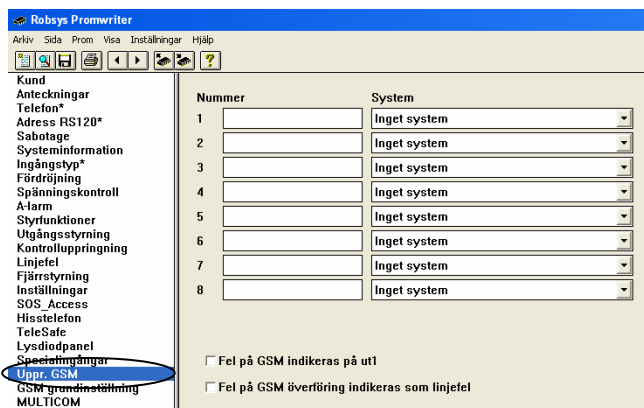 Robsys Promwriter
Arkiv Sida Prom Visa Inställningar Hjälp
Kund
Anteckningar
Telefon*
Adress RS120*
Sabotage
Systeminformation
Ingångstyp*
Fördröjning
Spänningskontroll
A-larm
Styrfunktioner
Utgångsstyrning
Kontrolluppringning
Linjefel
Fjärrstyrning
Inställningar
SOS_Access
Hisstelefon
TeleSafe
Lysdiodpanel
Specialingångar
Uppr. GSM
GSM grundinställning
MULTICOM
Nummer System
1 Inget system
2 Inget system
3 Inget system
4 Inget system
5 Inget system
6 Inget system
7 Inget system
8 Inget system
Fel på GSM indikeras på ut1
Fel på GSM överföring indikeras som linjefel